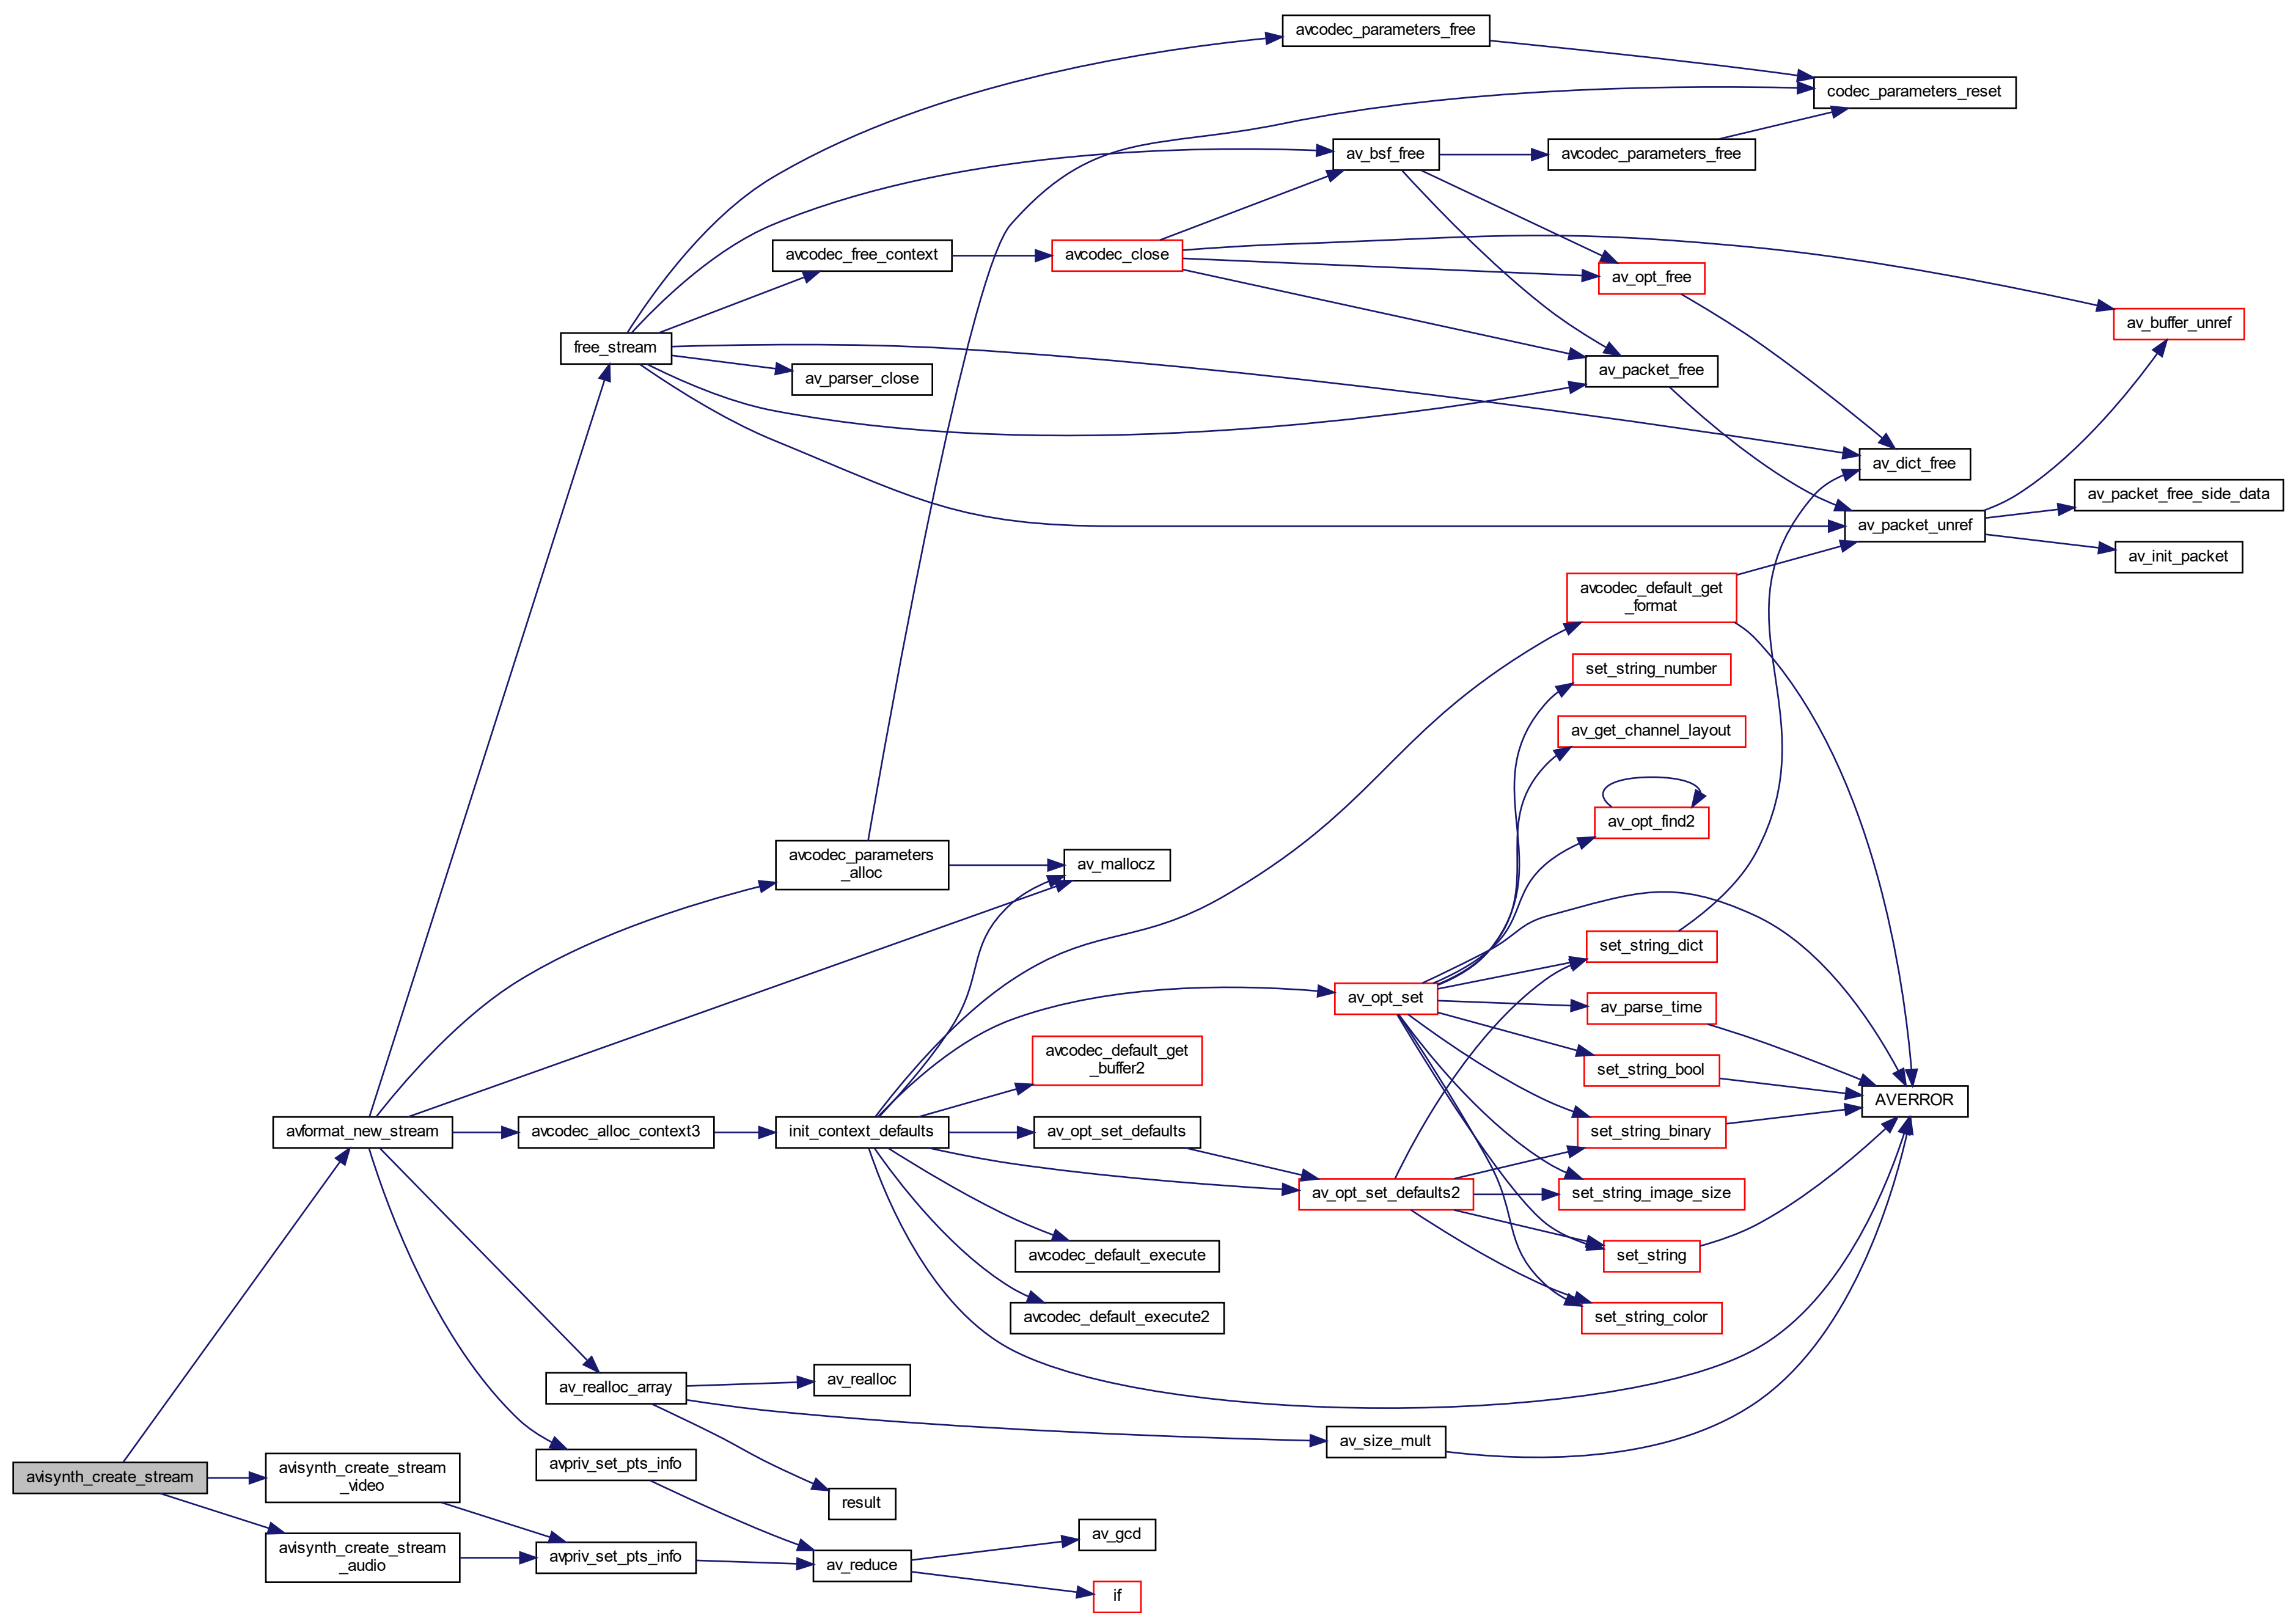 avcodec_parameters_free
codec_parameters_reset
av_bsf_free
avcodec_parameters_free
avcodec_free_context
avcodec_close
av_opt_free
av_buffer_unref
free_stream
av_parser_close
av_packet_free
av_dict_free
av_packet_free_side_data
av_packet_unref
av_init_packet
avcodec_default_get
_format
set_string_number
av_get_channel_layout
av_opt_find2
avcodec_parameters
_alloc
av_mallocz
set_string_dict
av_opt_set
av_parse_time
avcodec_default_get
_buffer2
set_string_bool
AVERROR
avformat_new_stream
avcodec_alloc_context3
init_context_defaults
av_opt_set_defaults
set_string_binary
av_opt_set_defaults2
set_string_image_size
avcodec_default_execute
set_string
avcodec_default_execute2
set_string_color
av_realloc_array
av_realloc
av_size_mult
avpriv_set_pts_info
avisynth_create_stream
avisynth_create_stream
_video
result
av_gcd
avisynth_create_stream
_audio
avpriv_set_pts_info
av_reduce
if